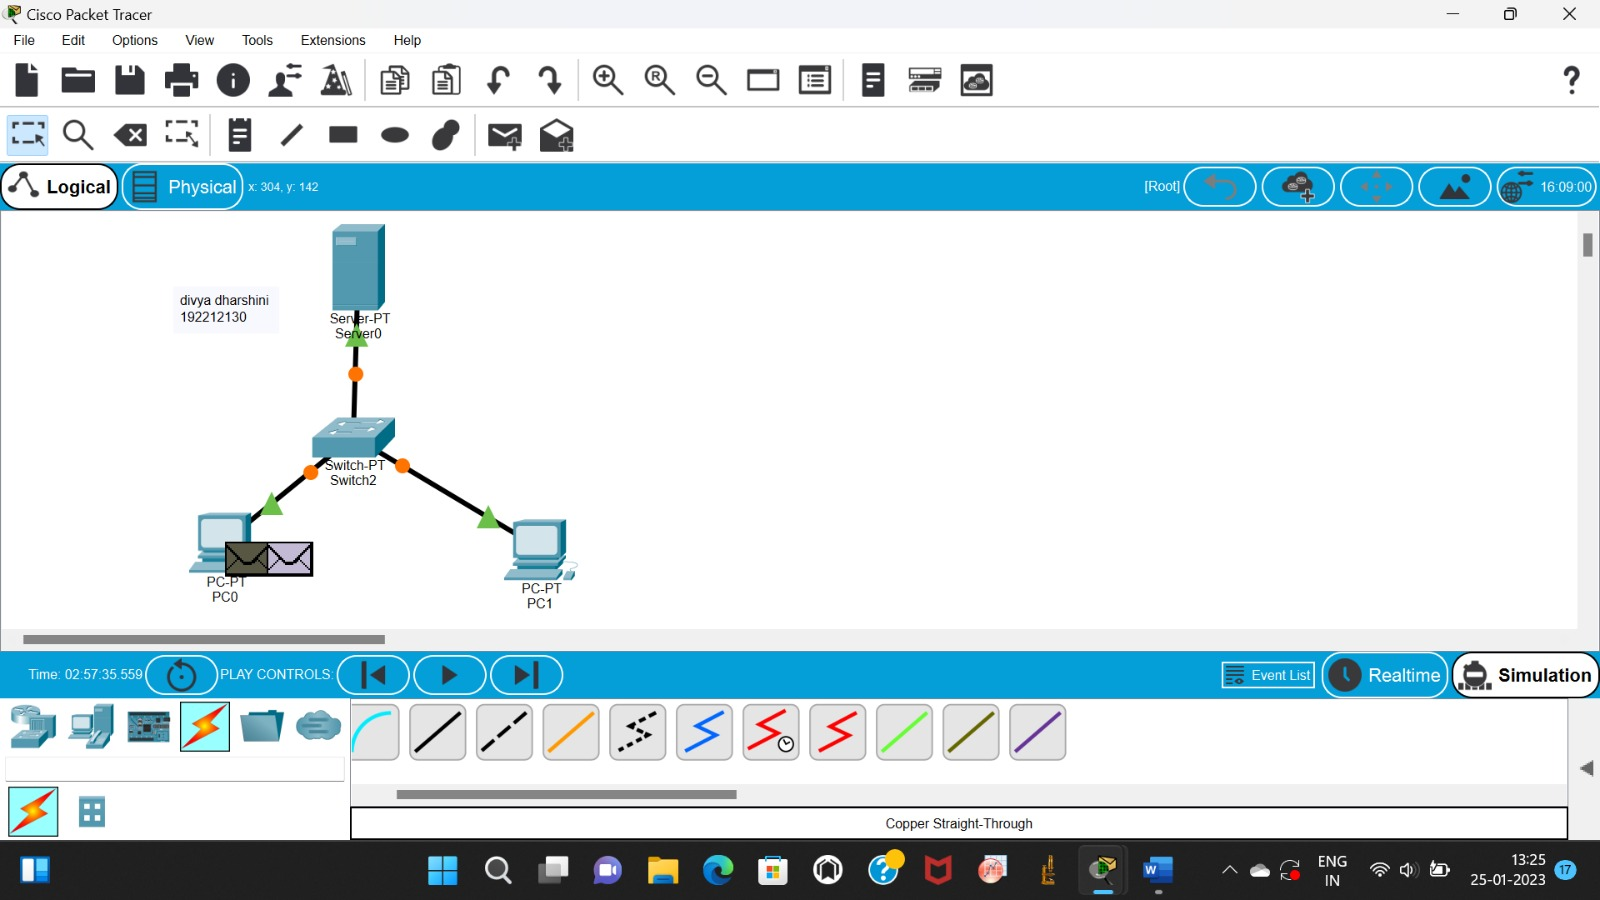 Cisco Packet Tracer
File Edit Options View Tools Extensions Help
Logical Physical x: 304, y: 142 [Root] 16:09:00
Server-PT
Server0
divya dharshini
192212130
Switch-PT
Switch2
PC-PT
PC0
PC-PT
PC1
Time: 02:57:35.559 PLAY CONTROLS: Event List Realtime Simulation
Copper Straight-Through
ENG
IN
13:25
25-01-2023
17